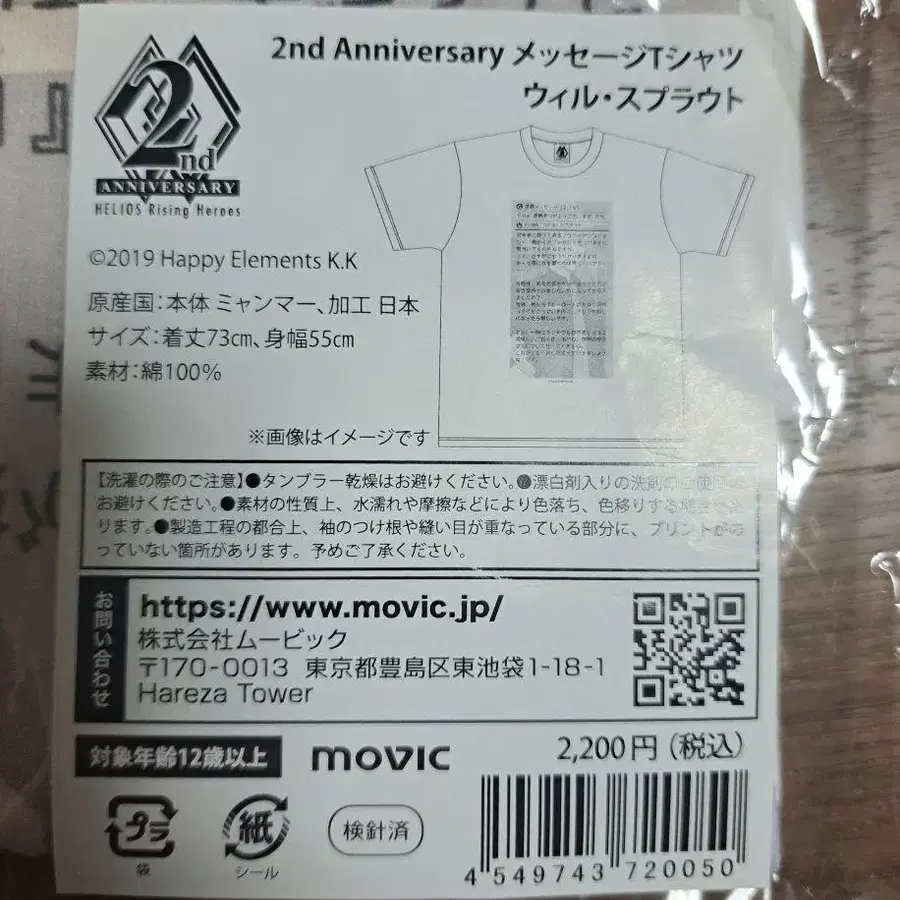 2nd
ANNIVERSARY
HELIOS Rising Heroes
2nd Anniversary メッセージTシャツ
ウィル・スプラウト
©2019 Happy Elements K.K
原産国：本体 ミャンマー、加工 日本
サイズ：着丈73cm、身幅55cm
素材：綿100%
※画像はイメージです
【洗濯の際のご注意】●タンブラー乾燥はお避けください。●漂白剤入りの洗剤のご使用は
お避けください。●素材の性質上、水濡れや摩擦などにより色落ち、色移りする場合があ
ります。●製造工程の都合上、袖のつけ根や縫い目が重なっている部分に、プリントがの
っていない箇所があります。予めご了承ください。
お問い合わせ
https://www.movic.jp/
株式会社ムービック
〒170-0013 東京都豊島区東池袋1-18-1
Hareza Tower
対象年齢12歳以上
movic
2,200円（税込）
プラ
袋
紙
シール
検針済
4 549743 720050